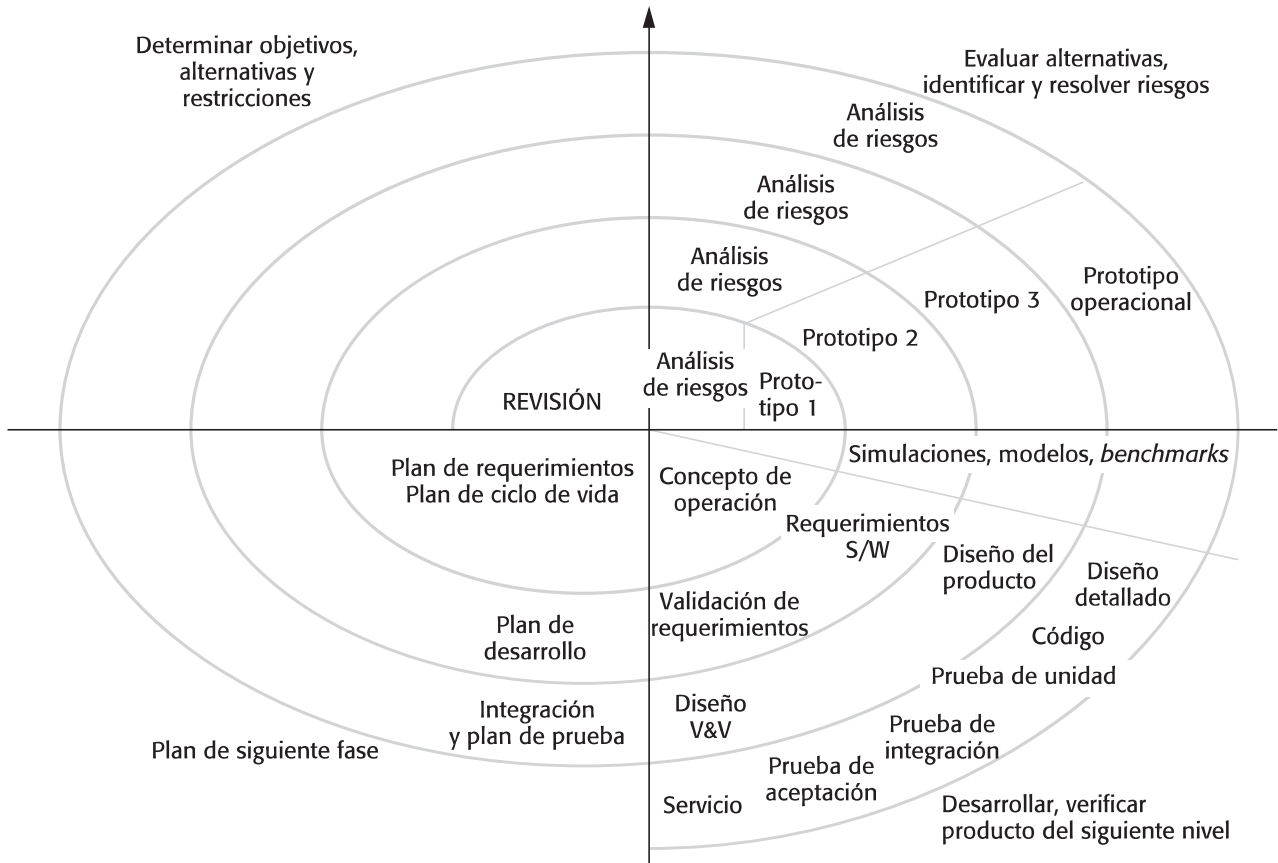 Determinar objetivos,
alternativas y
restricciones
Evaluar alternativas,
identificar y resolver riesgos
Análisis
de riesgos
Análisis
de riesgos
Análisis
de riesgos
Prototipo
operacional
Prototipo 3
Prototipo 2
Análisis
de riesgos
Proto-
tipo 1
REVISIÓN
Simulaciones, modelos, benchmarks
Plan de requerimientos
Plan de ciclo de vida
Concepto de
operación
Requerimientos
S/W
Diseño del
producto
Diseño
detallado
Validación de
requerimientos
Plan de
desarrollo
Código
Prueba de unidad
Integración
y plan de prueba
Diseño
V&V
Prueba de
integración
Plan de siguiente fase
Prueba de
aceptación
Servicio
Desarrollar, verificar
producto del siguiente nivel